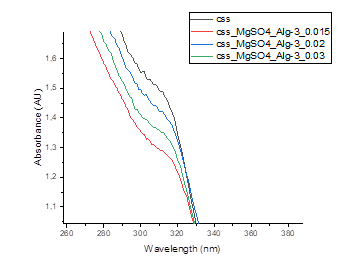 css
css_MgSO4_Alg-3_0.015
css_MgSO4_Alg-3_0.02
css_MgSO4_Alg-3_0.03
1,6
1,5
1,4
1,3
1,2
1,1
Absorbance (AU)
260 280 300 320 340 360 380
Wavelength (nm)